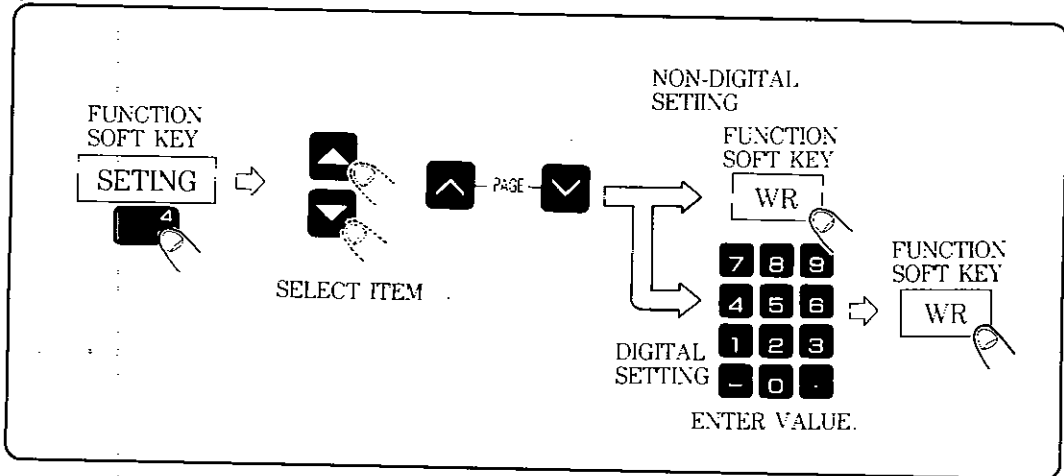 FUNCTION
SOFT KEY
SETING
4
SELECT ITEM
PAGE
NON-DIGITAL
SETIING
FUNCTION
SOFT KEY
WR
7 8 9
4 5 6
1 2 3
- 0 .
DIGITAL
SETTING
ENTER VALUE.
FUNCTION
SOFT KEY
WR